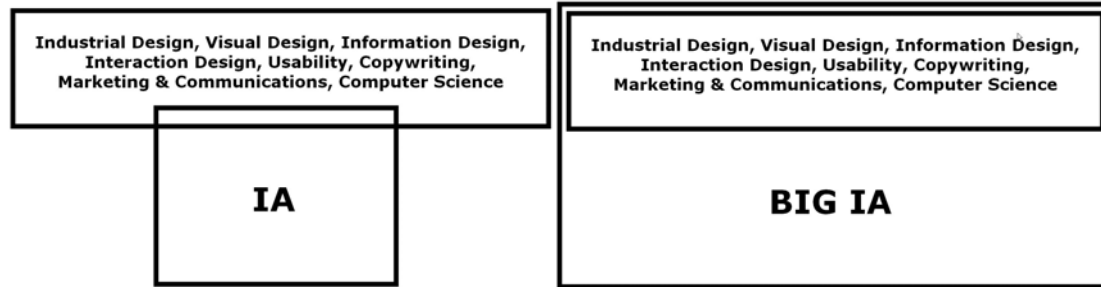 Industrial Design, Visual Design, Information Design,
Interaction Design, Usability, Copywriting,
Marketing & Communications, Computer Science
IA
Industrial Design, Visual Design, Information Design,
Interaction Design, Usability, Copywriting,
Marketing & Communications, Computer Science
BIG IA